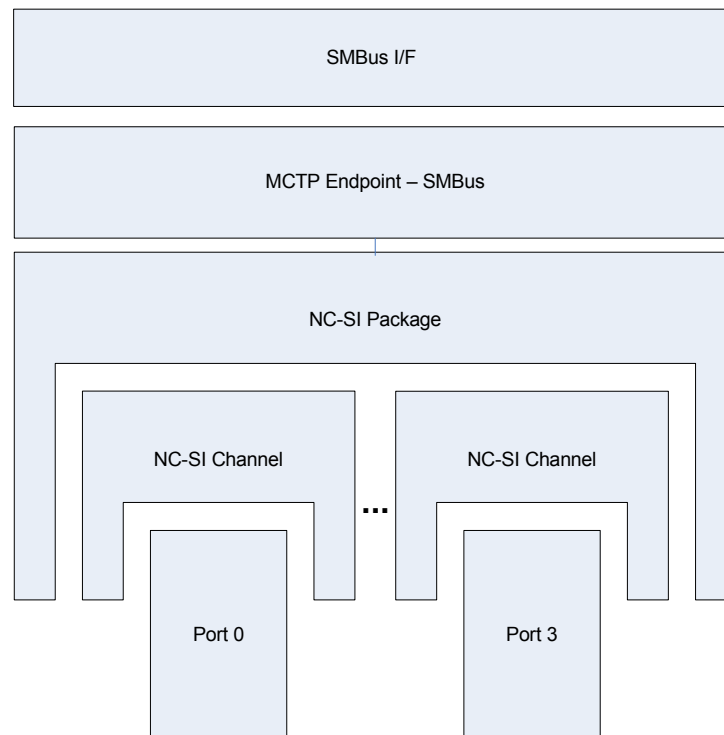 SMBus I/F
MCTP Endpoint – SMBus
NC-SI Package
NC-SI Channel
NC-SI Channel
...
Port 0
Port 3